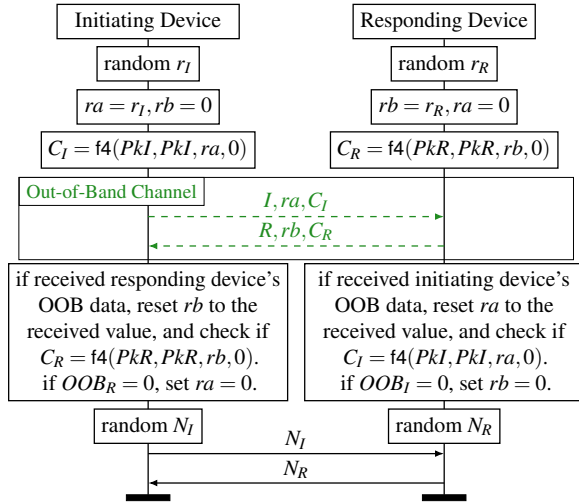 Initiating Device
Responding Device
random r_I
random r_R
ra = r_I, rb = 0
rb = r_R, ra = 0
C_I = f4(PkI, PkI, ra, 0)
C_R = f4(PkR, PkR, rb, 0)
Out-of-Band Channel
I, ra, C_I
R, rb, C_R
if received responding device's
OOB data, reset rb to the
received value, and check if
C_R = f4(PkR, PkR, rb, 0).
if OOB_R = 0, set ra = 0.
if received initiating device's
OOB data, reset ra to the
received value, and check if
C_I = f4(PkI, PkI, ra, 0).
if OOB_I = 0, set rb = 0.
random N_I
random N_R
N_I
N_R